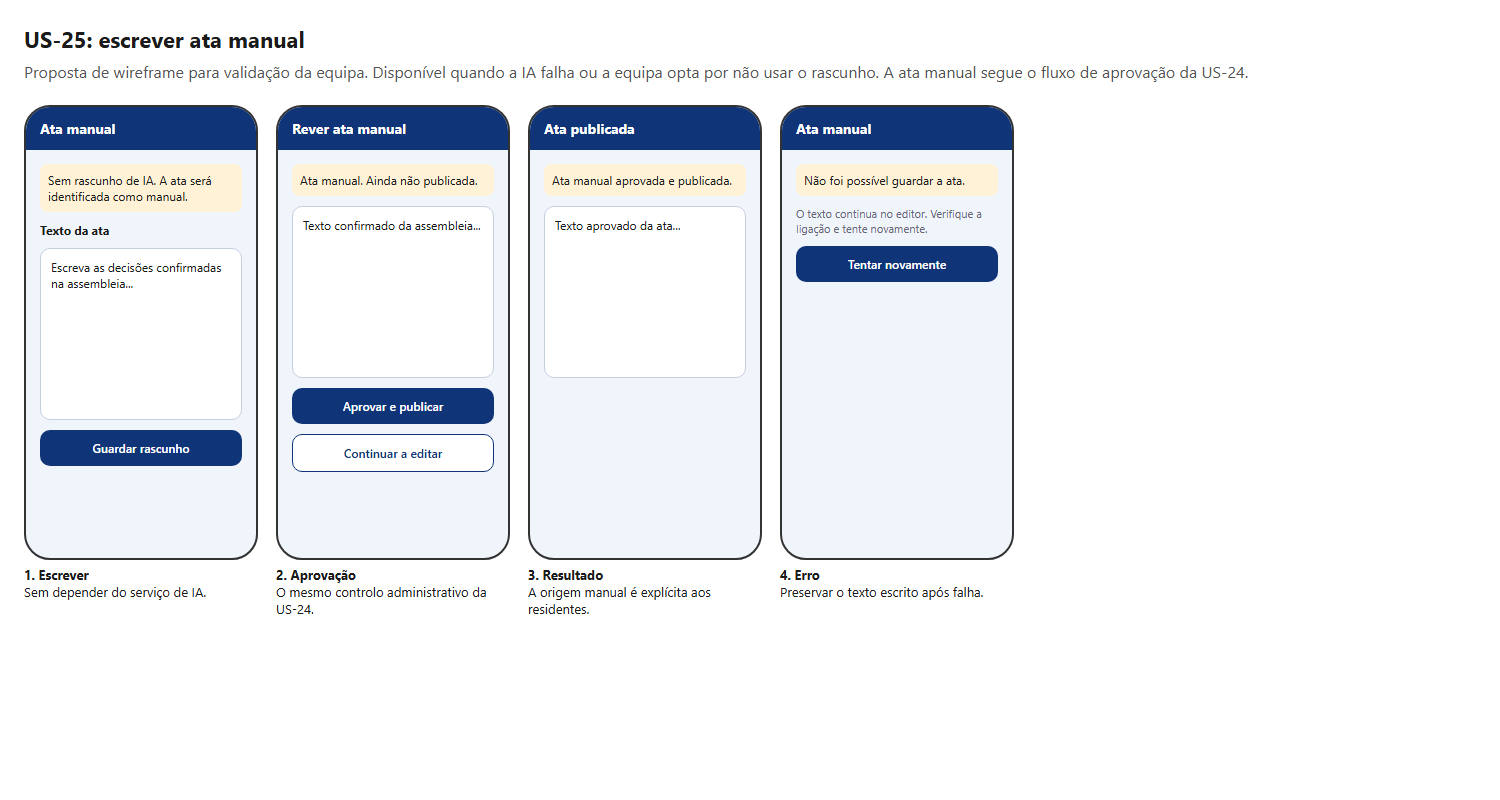 US-25: escrever ata manual
Proposta de wireframe para validação da equipa. Disponível quando a IA falha ou a equipa opta por não usar o rascunho. A ata manual segue o fluxo de aprovação da US-24.
Ata manual
Sem rascunho de IA. A ata será
identificada como manual.
Texto da ata
Escreva as decisões confirmadas
na assembleia...
Guardar rascunho
1. Escrever
Sem depender do serviço de IA.
Rever ata manual
Ata manual. Ainda não publicada.
Texto confirmado da assembleia...
Aprovar e publicar
Continuar a editar
2. Aprovação
O mesmo controlo administrativo da
US-24.
Ata publicada
Ata manual aprovada e publicada.
Texto aprovado da ata...
3. Resultado
A origem manual é explícita aos
residentes.
Ata manual
Não foi possível guardar a ata.
O texto continua no editor. Verifique a
ligação e tente novamente.
Tentar novamente
4. Erro
Preservar o texto escrito após falha.